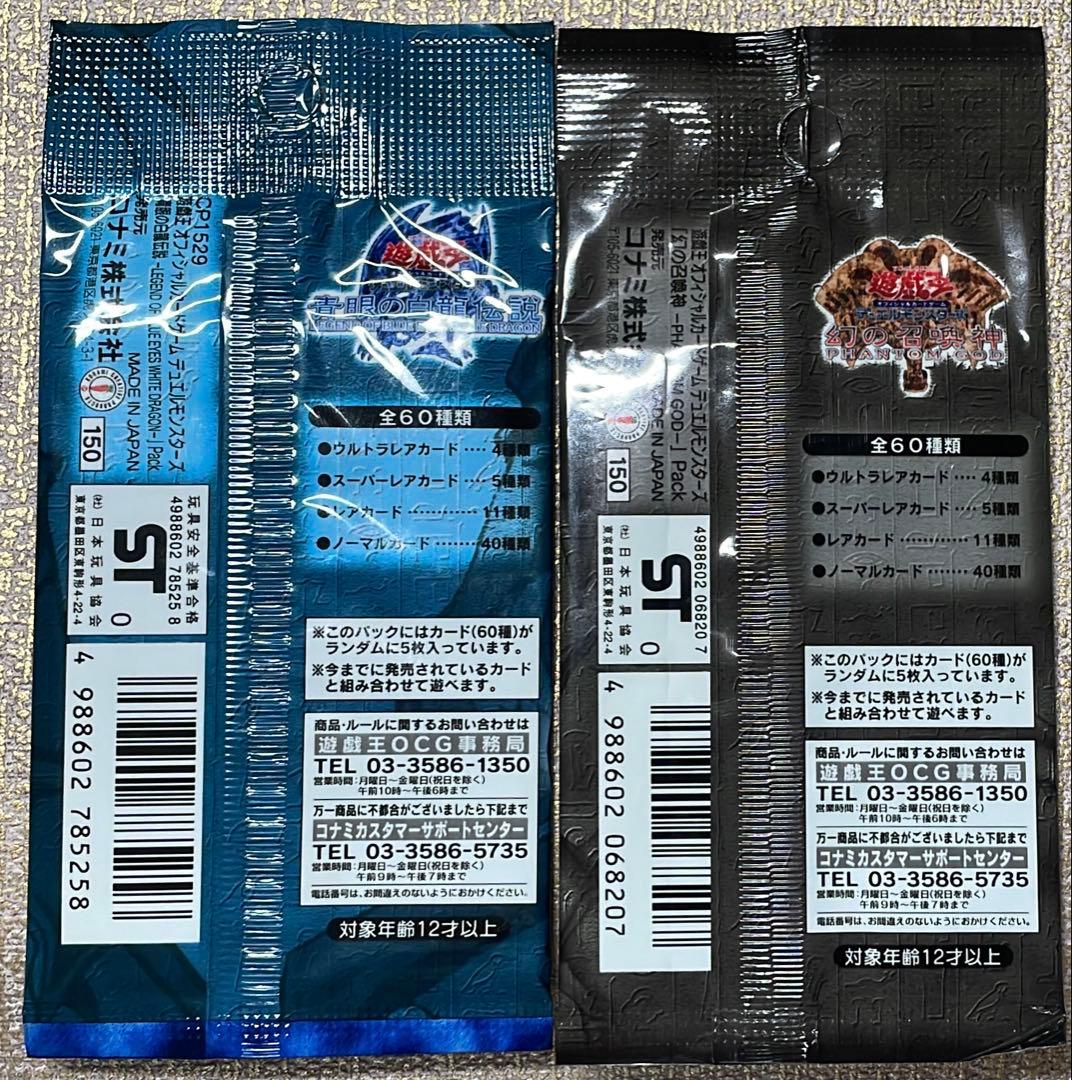 CP1529
遊戯王 オフィシャルカードゲーム デュエルモンスターズ
コナミ株式会社
MADE IN JAPAN
150
玩具安全基準合格
4988602 78525 8
ST
0
(社)日本玩具協会
東京都墨田区東駒形4-22-4
4 988602 785258
遊戯王
青眼の白龍伝説
全60種類
●ウルトラレアカード ‥‥ 4種類
●スーパーレアカード ‥‥ 5種類
●レアカード ‥‥‥‥‥ 11種類
●ノーマルカード ‥‥‥ 40種類
※このパックにはカード(60種)が
ランダムに5枚入っています。
※今までに発売されているカード
と組み合わせて遊べます。
商品・ルールに関するお問い合わせは
遊戯王OCG事務局
TEL 03-3586-1350
営業時間:月曜日〜金曜日(祝日を除く)
午前10時〜午後6時まで
万一商品に不都合がございましたら下記まで
コナミカスタマーサポートセンター
TEL 03-3586-5735
営業時間:月曜日〜金曜日(祝日を除く)
午前9時〜午後7時まで
電話番号は、お間違えのないようにおかけください。
対象年齢12才以上
遊戯王 オフィシャルカードゲーム デュエルモンスターズ
発売元
コナミ株式
150
4988602 06820 7
ST
0
(社)日本玩具協会
東京都墨田区東駒形4-22-4
4 988602 068207
遊戯王
オフィシャルカードゲーム
デュエルモンスターズ
幻の召喚神
PHANTOM GOD
全60種類
●ウルトラレアカード ‥‥ 4種類
●スーパーレアカード ‥‥ 5種類
●レアカード ‥‥‥‥‥ 11種類
●ノーマルカード ‥‥‥ 40種類
※このパックにはカード(60種)が
ランダムに5枚入っています。
※今までに発売されているカード
と組み合わせて遊べます。
商品・ルールに関するお問い合わせは
遊戯王OCG事務局
TEL 03-3586-1350
営業時間:月曜日〜金曜日(祝日を除く)
午前10時〜午後6時まで
万一商品に不都合がございましたら下記まで
コナミカスタマーサポートセンター
TEL 03-3586-5735
営業時間:月曜日〜金曜日(祝日を除く)
午前9時〜午後7時まで
電話番号は、お間違えのないようにおかけください。
対象年齢12才以上